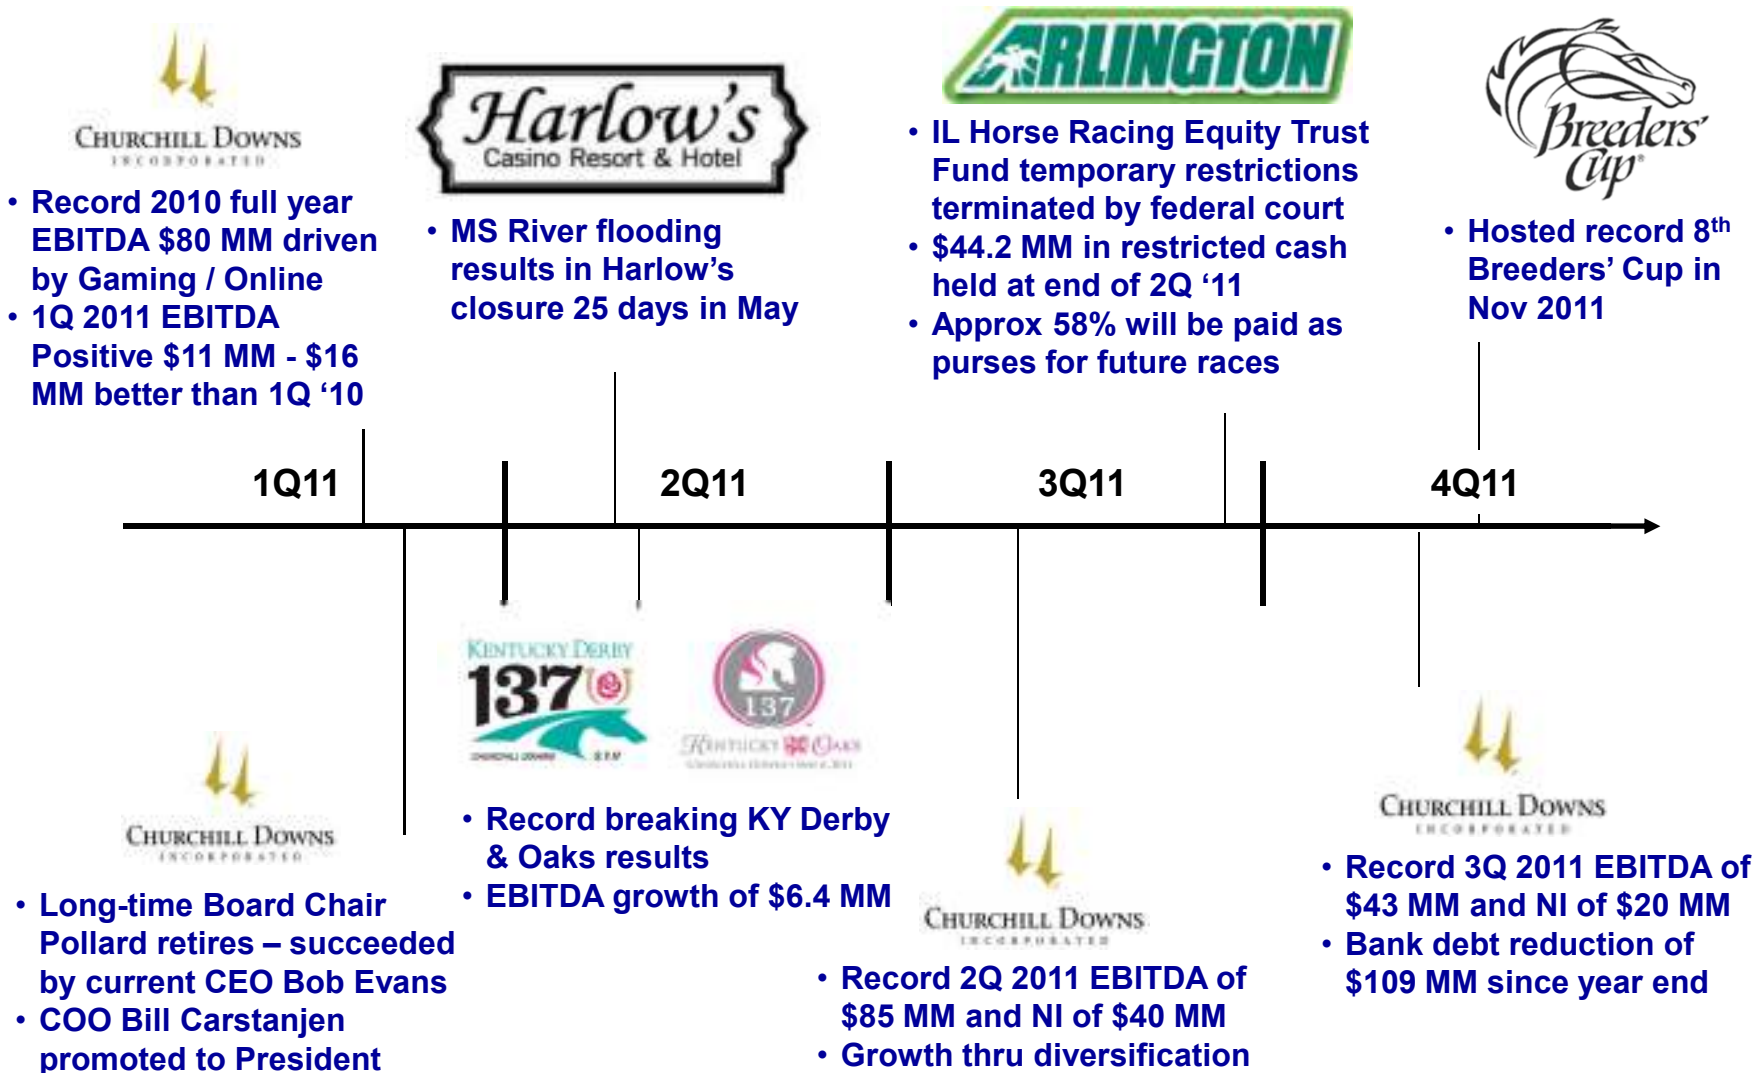 CHURCHILL DOWNS
INCORPORATED
• Record 2010 full year
EBITDA $80 MM driven
by Gaming / Online
• 1Q 2011 EBITDA
Positive $11 MM - $16
MM better than 1Q ‘10
Harlow’s
Casino Resort & Hotel
• MS River flooding
results in Harlow’s
closure 25 days in May
ARLINGTON
• IL Horse Racing Equity Trust
Fund temporary restrictions
terminated by federal court
• $44.2 MM in restricted cash
held at end of 2Q ‘11
• Approx 58% will be paid as
purses for future races
Breeders’
Cup®
• Hosted record 8th
Breeders’ Cup in
Nov 2011
1Q11
2Q11
3Q11
4Q11
CHURCHILL DOWNS
INCORPORATED
• Long-time Board Chair
Pollard retires – succeeded
by current CEO Bob Evans
• COO Bill Carstanjen
promoted to President
KENTUCKY DERBY
137
CHURCHILL DOWNS
137
KENTUCKY OAKS
• Record breaking KY Derby
& Oaks results
• EBITDA growth of $6.4 MM
CHURCHILL DOWNS
INCORPORATED
• Record 2Q 2011 EBITDA of
$85 MM and NI of $40 MM
• Growth thru diversification
CHURCHILL DOWNS
INCORPORATED
• Record 3Q 2011 EBITDA of
$43 MM and NI of $20 MM
• Bank debt reduction of
$109 MM since year end